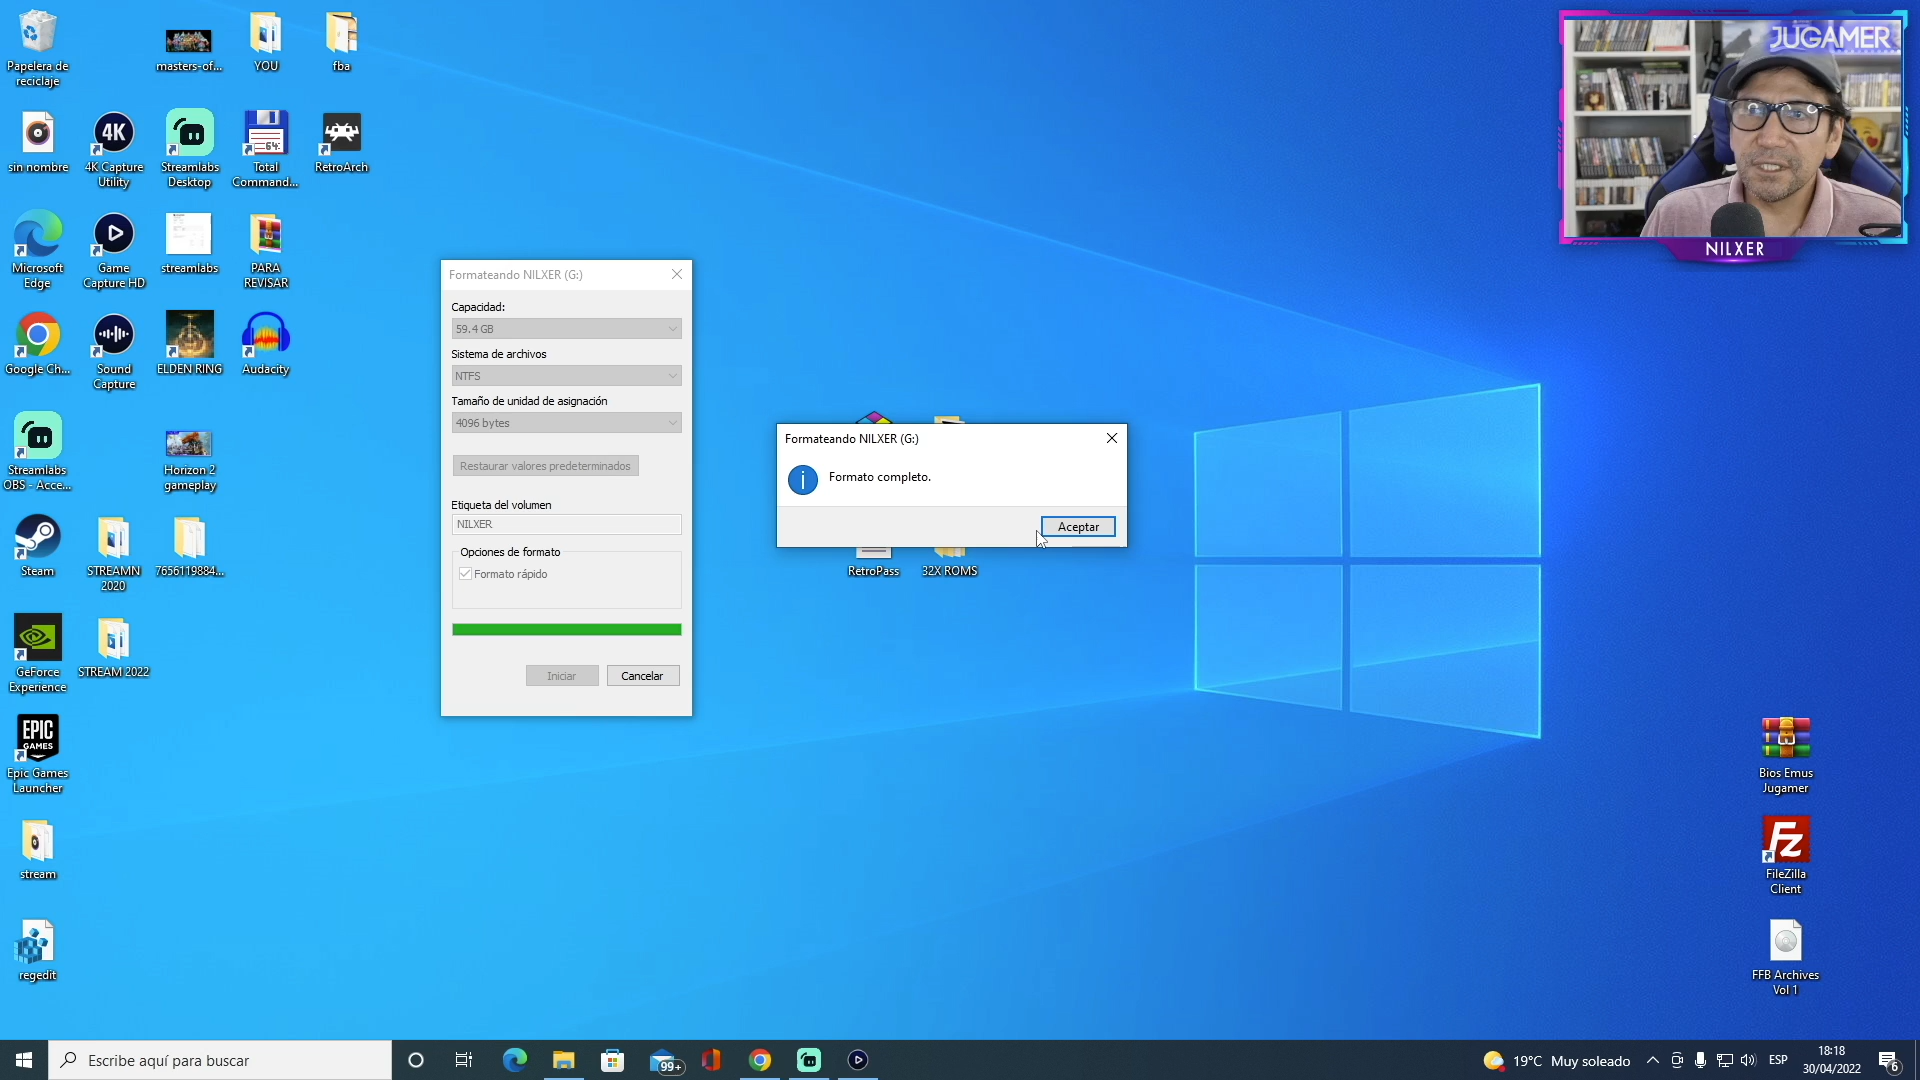 Papelera de
reciclaje
masters-of...
YOU
fba
sin nombre
4K
4K Capture
Utility
Streamlabs
Desktop
64:
Total
Command...
RetroArch
Microsoft
Edge
Game
Capture HD
streamlabs
PARA
REVISAR
Google Ch...
Sound
Capture
ELDEN RING
Audacity
Streamlabs
OBS - Acce...
Horizon 2
gameplay
Steam
STREAMN
2020
7656119884...
GeForce
Experience
STREAM 2022
EPIC
GAMES
Epic Games
Launcher
stream
regedit
Formateando NILXER (G:)
Capacidad:
59.4 GB
Sistema de archivos
NTFS
Tamaño de unidad de asignación
4096 bytes
Restaurar valores predeterminados
Etiqueta del volumen
NILXER
Opciones de formato
Formato rápido
Iniciar
Cancelar
Formateando NILXER (G:)
Formato completo.
Aceptar
RetroPass
32X ROMS
JUGAMER
NILXER
Bios Emus
Jugamer
Fz
FileZilla
Client
FFB Archives
Vol 1
Escribe aquí para buscar
99+
19°C Muy soleado
ESP
18:18
30/04/2022
6